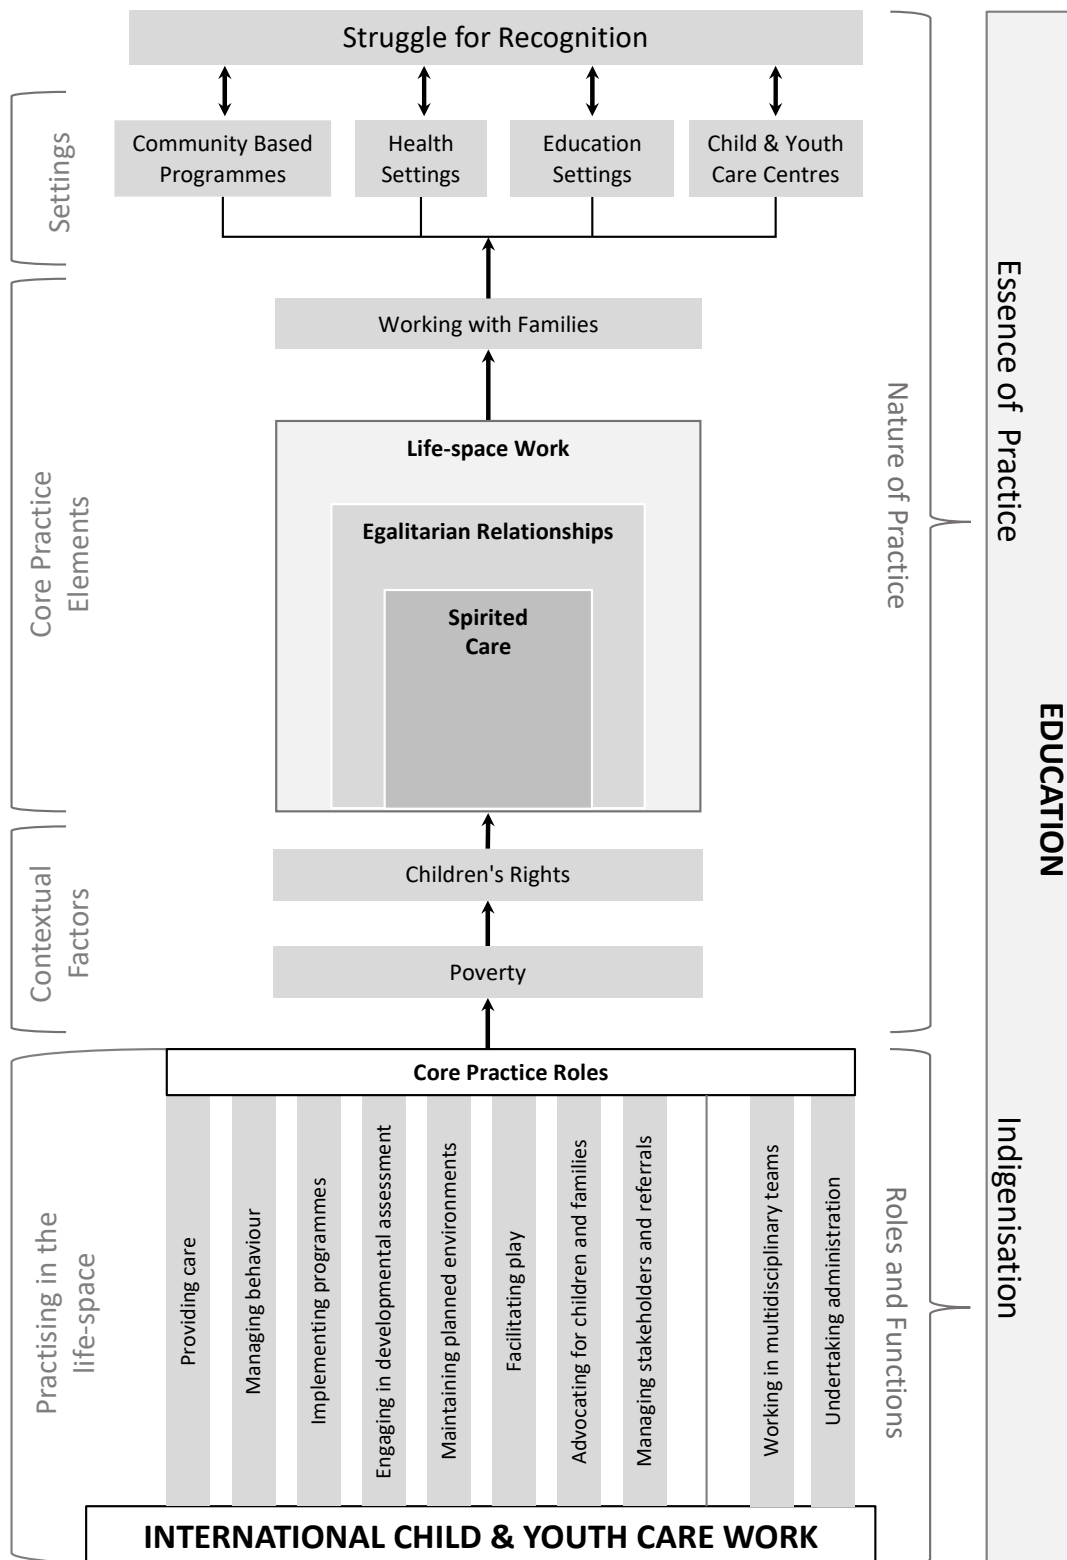 Struggle for Recognition
Settings
Community Based
Programmes
Health
Settings
Education
Settings
Child & Youth
Care Centres
Core Practice
Elements
Working with Families
Life-space Work
Egalitarian Relationships
Spirited
Care
Contextual
Factors
Children's Rights
Poverty
Nature of Practice
Essence of Practice
EDUCATION
Practising in the
life-space
Core Practice Roles
Providing care
Managing behaviour
Implementing programmes
Engaging in developmental assessment
Maintaining planned environments
Facilitating play
Advocating for children and families
Managing stakeholders and referrals
Working in multidisciplinary teams
Undertaking administration
Roles and Functions
Indigenisation
INTERNATIONAL CHILD & YOUTH CARE WORK